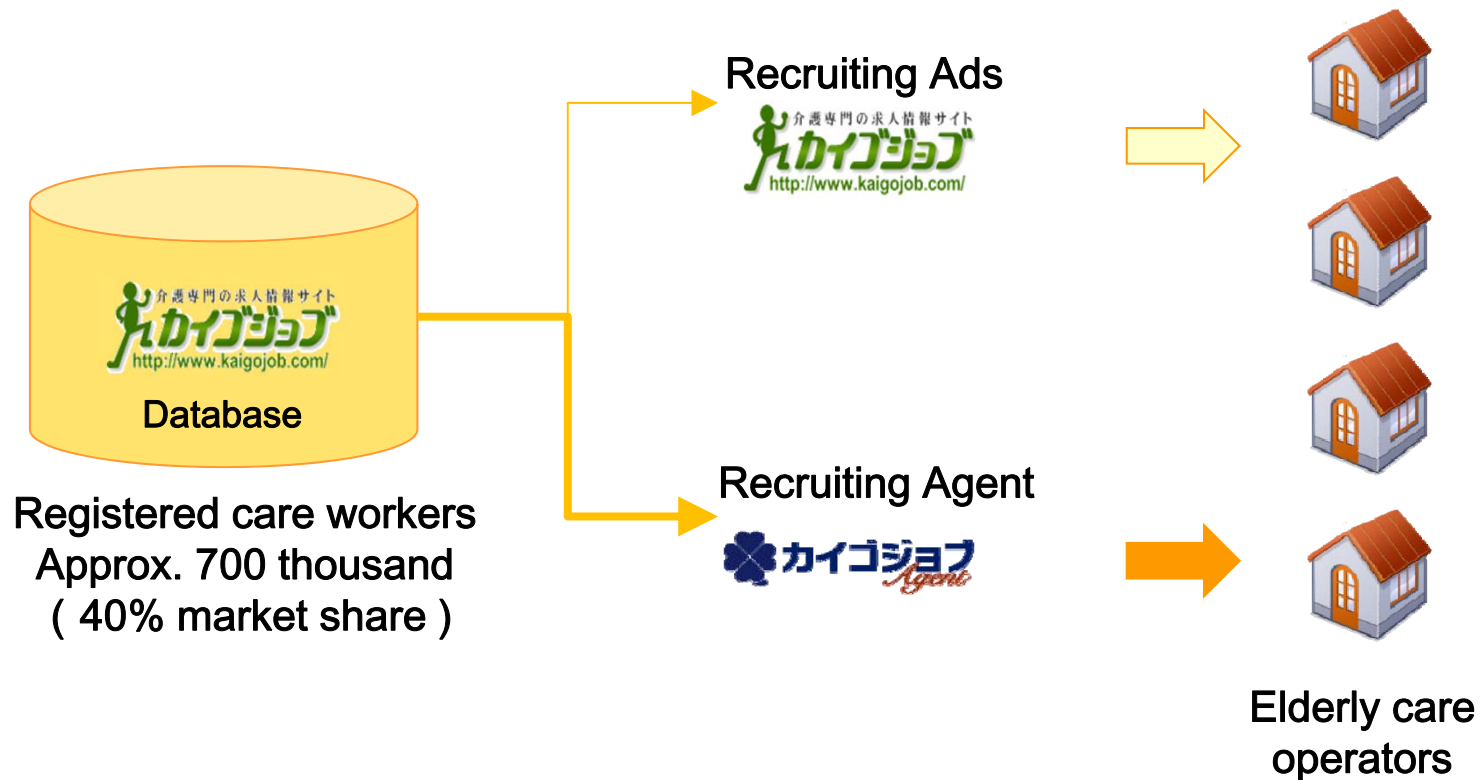 Recruiting Ads
介護専門の求人情報サイト
カイゴジョブ
http://www.kaigojob.com/
介護専門の求人情報サイト
カイゴジョブ
http://www.kaigojob.com/
Database
Registered care workers
Approx. 700 thousand
( 40% market share )
Recruiting Agent
カイゴジョブ
Agent
Elderly care
operators